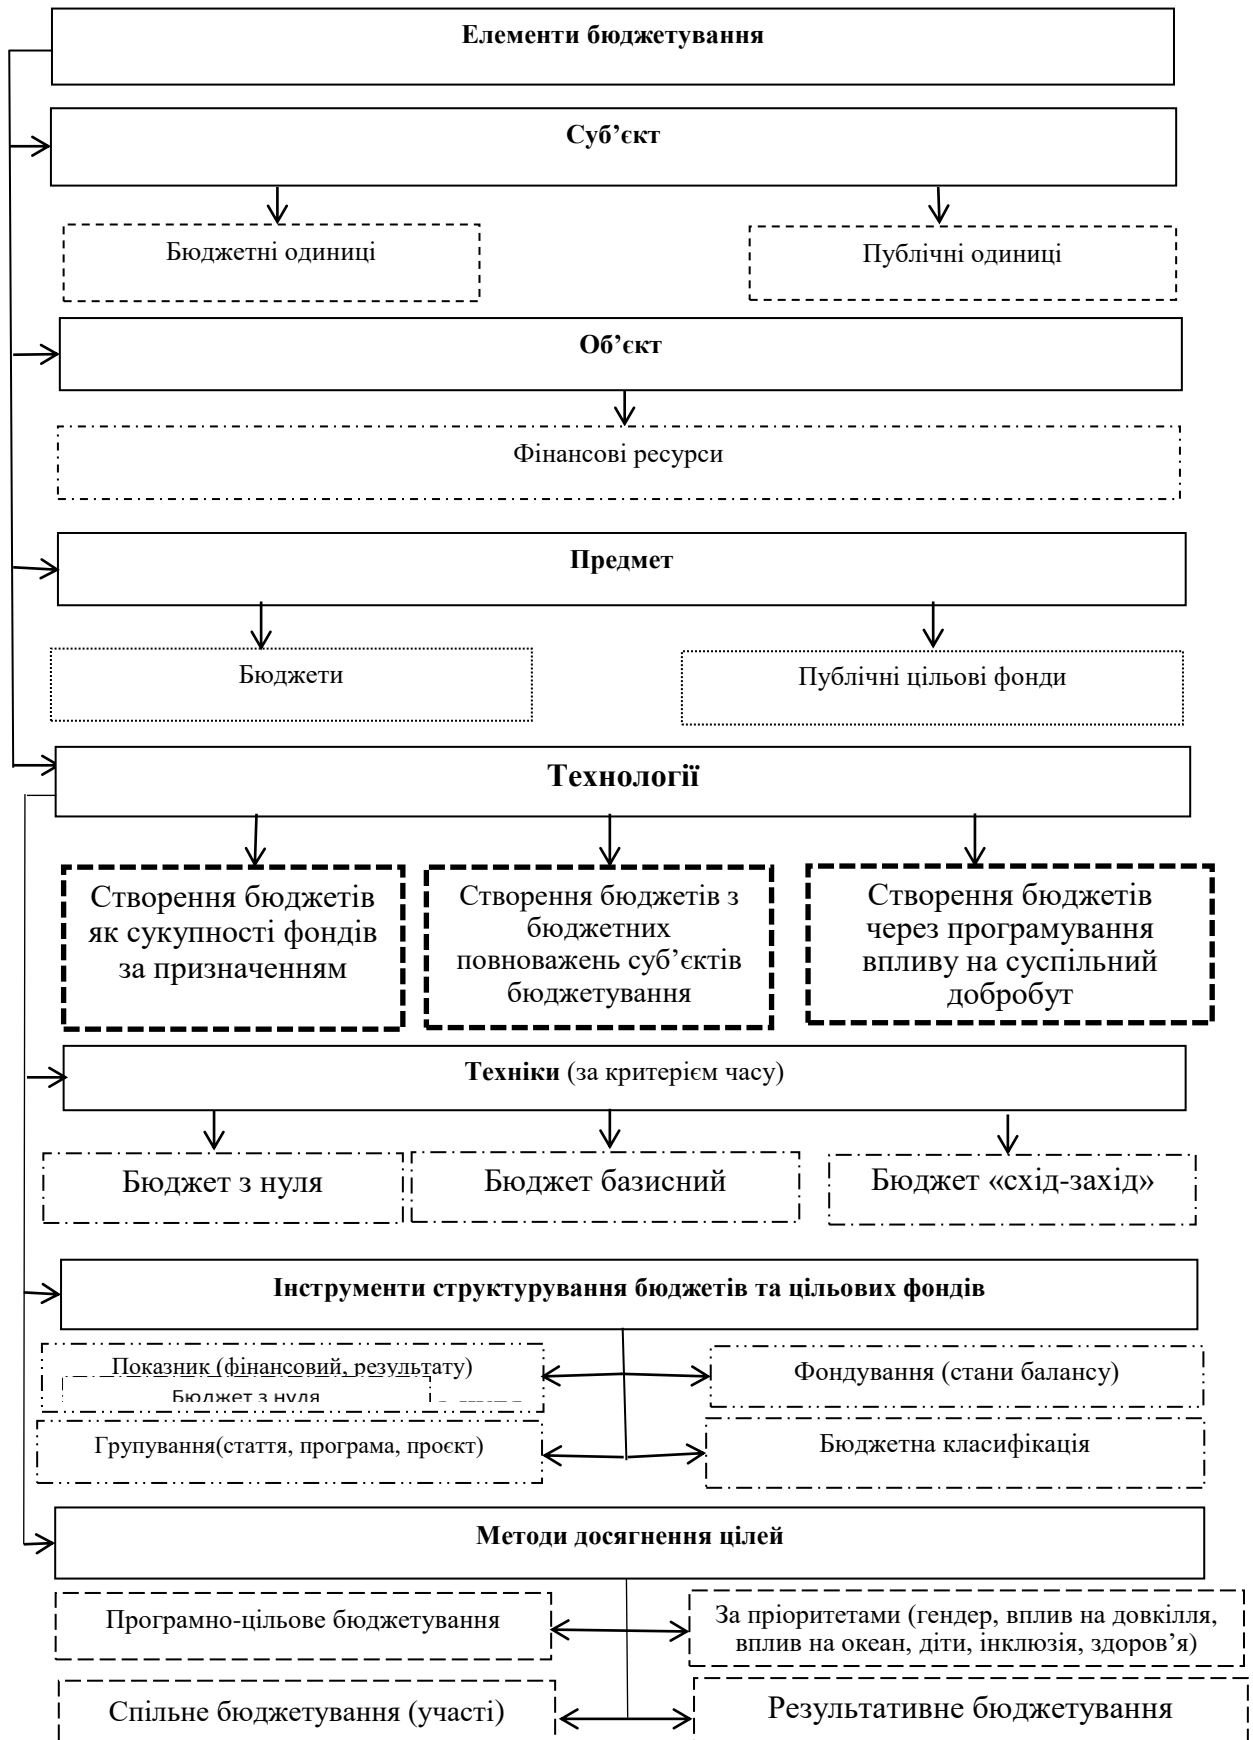 Елементи бюджетування
Суб’єкт
Бюджетні одиниці
Публічні одиниці
Об’єкт
Фінансові ресурси
Предмет
Бюджети
Публічні цільові фонди
Технології
Створення бюджетів
як сукупності фондів
за призначенням
Створення бюджетів з
бюджетних
повноважень суб’єктів
бюджетування
Створення бюджетів
через програмування
впливу на суспільний
добробут
Техніки (за критерієм часу)
Бюджет з нуля
Бюджет базисний
Бюджет «схід-захід»
Інструменти структурування бюджетів та цільових фондів
Показник (фінансовий, результату)
Бюджет з нуля
Фондування (стани балансу)
Групування(стаття, програма, проєкт)
Бюджетна класифікація
Методи досягнення цілей
Програмно-цільове бюджетування
За пріоритетами (гендер, вплив на довкілля,
вплив на океан, діти, інклюзія, здоров’я)
Спільне бюджетування (участі)
Результативне бюджетування